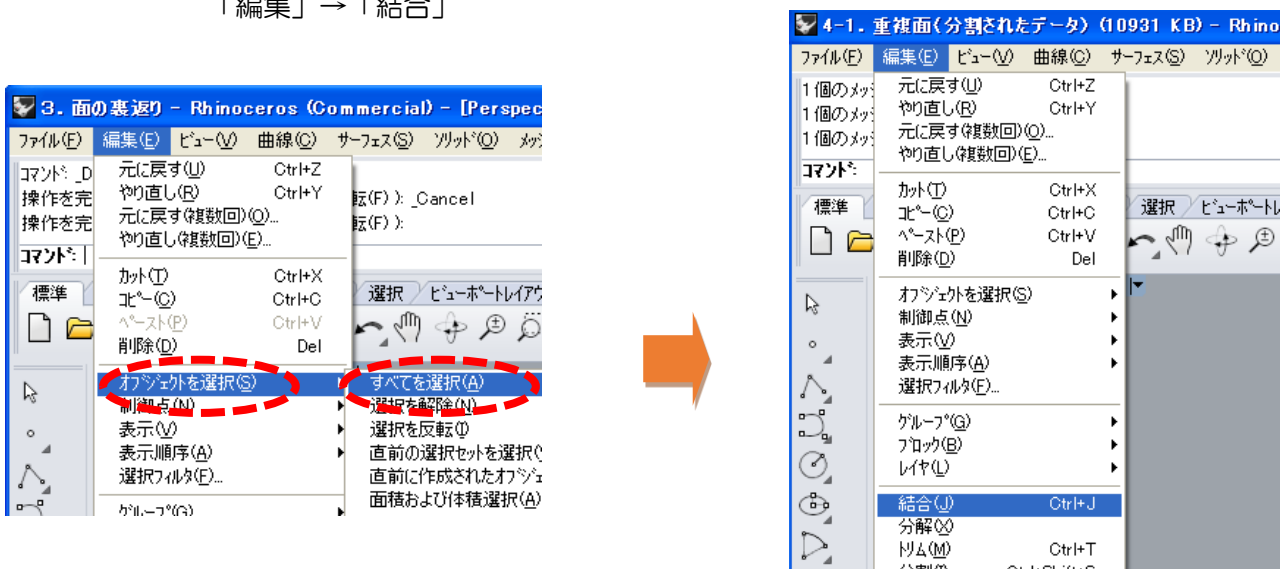 「編集」→「結合」
3. 面の裏返り - Rhinoceros (Commercial) - [Perspec
ファイル(F) 編集(E) ビュー(V) 曲線(C) サーフェス(S) ソリッド(O) メッシ
コマンド: _D
操作を完
転(F) ): _Cancel
操作を完
転(F) ):
コマンド:
標準
選択 ビューポートレイアウ
元に戻す(U) Ctrl+Z
やり直し(R) Ctrl+Y
元に戻す(複数回)(O)...
やり直し(複数回)(E)...
カット(T) Ctrl+X
コピー(C) Ctrl+C
ペースト(P) Ctrl+V
削除(D) Del
オブジェクトを選択(S)
制御点(N)
表示(V)
表示順序(A)
選択フィルタ(F)...
グループ(G)
すべてを選択(A)
選択を解除(N)
選択を反転(I)
直前の選択セットを選択(
直前に作成されたオブジェ
面積および体積選択(A)
4-1. 重複面(分割されたデータ) (10931 KB) - Rhino
ファイル(F) 編集(E) ビュー(V) 曲線(C) サーフェス(S) ソリッド(O)
1 個のメッシ
1 個のメッシ
1 個のメッシ
コマンド:
標準
選択 ビューポートレ
元に戻す(U) Ctrl+Z
やり直し(R) Ctrl+Y
元に戻す(複数回)(O)...
やり直し(複数回)(E)...
カット(T) Ctrl+X
コピー(C) Ctrl+C
ペースト(P) Ctrl+V
削除(D) Del
オブジェクトを選択(S)
制御点(N)
表示(V)
表示順序(A)
選択フィルタ(F)...
グループ(G)
ブロック(B)
レイヤ(L)
結合(J) Ctrl+J
分解(X)
トリム(M) Ctrl+T
分割(I) Ctrl+Shift+S